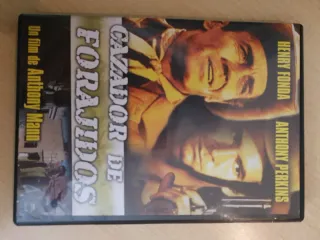 HENRY FONDA
ANTHONY PERKINS
CAZADOR DE
FORAJIDOS
Un film de Anthony Mann